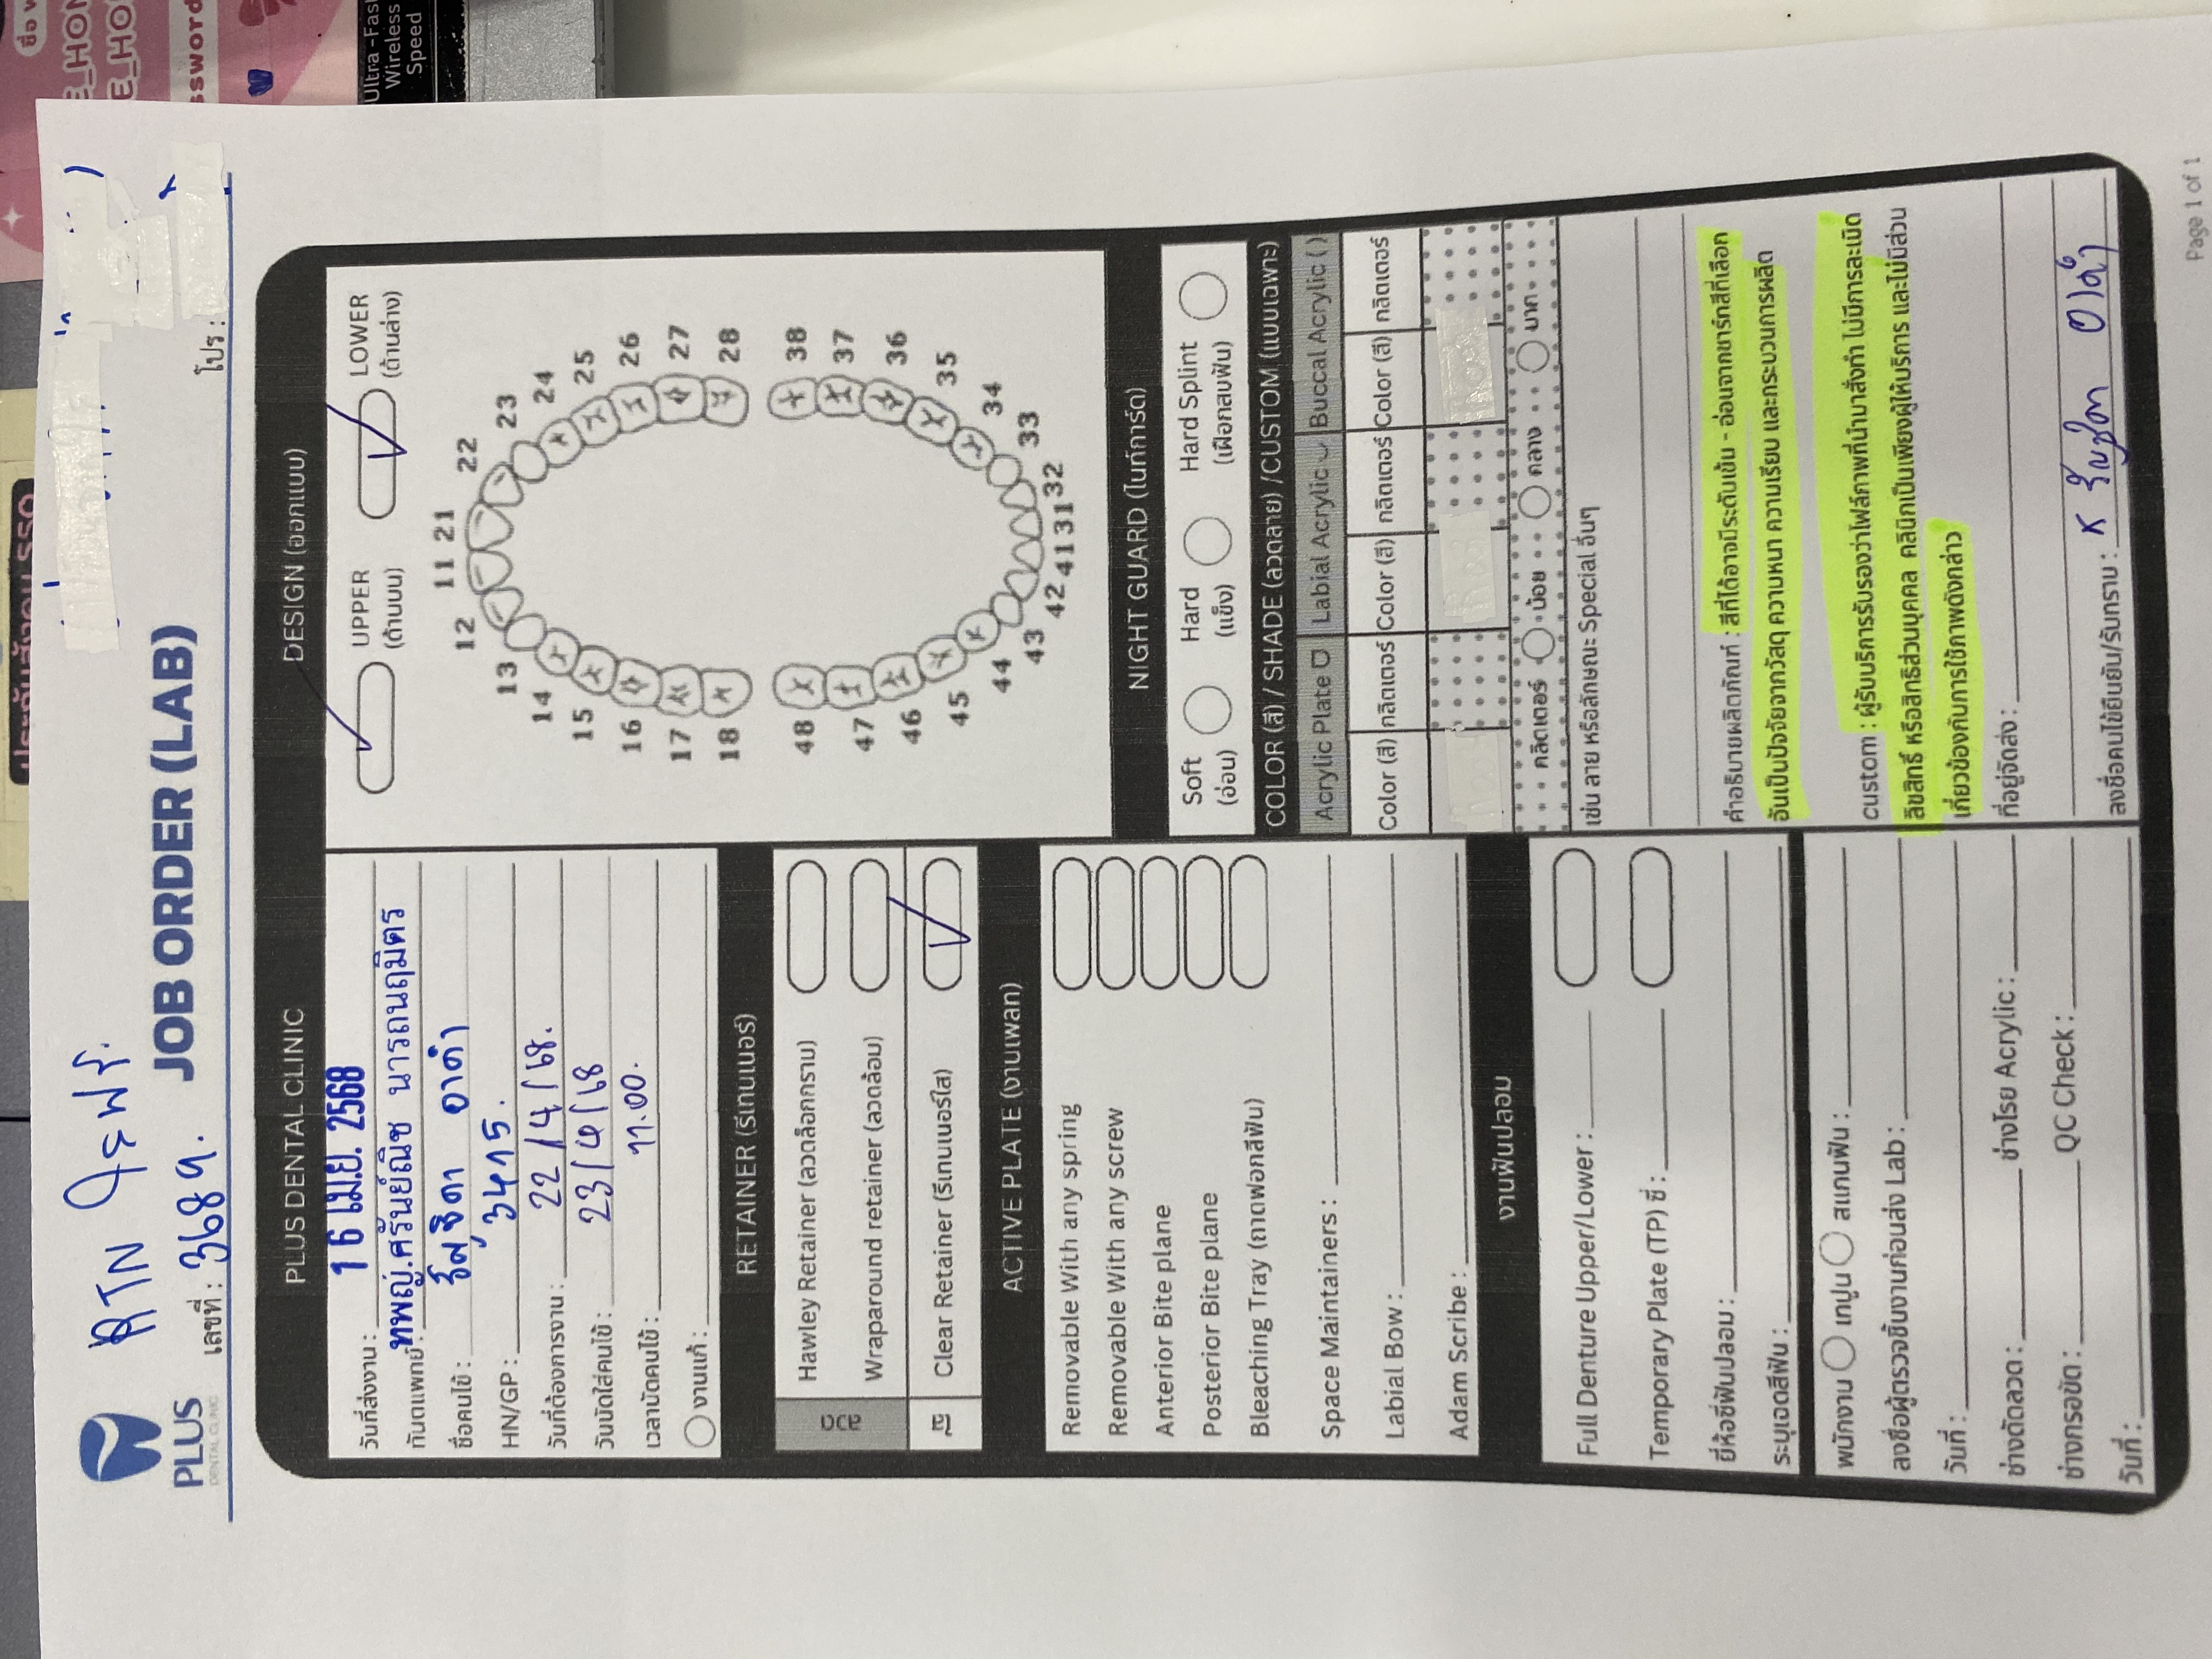 ประกันสังคม SSO
RTN ใสฟรี
PLUS
DENTAL CLINIC
JOB ORDER (LAB)
เลขที่ : 3689.
โปร :
PLUS DENTAL CLINIC
วันที่ส่งงาน : 16 เม.ย. 2568
ทันตแพทย์ : ทพญ.ศรันย์ณิช นารถนฤมิตร
ชื่อคนไข้ : ธัญชิดา อาดำ
HN/GP : 3415.
วันที่ต้องการงาน : 22/4/68.
วันนัดใส่คนไข้ : 23/4/68
เวลานัดคนไข้ : 11.00.
งานแก้ :
RETAINER (รีเทนเนอร์)
ลวด
Hawley Retainer (ลวดล็อกกราม)
Wraparound retainer (ลวดล้อม)
ใส
Clear Retainer (รีเทนเนอร์ใส)
ACTIVE PLATE (งานเพลท)
Removable With any spring
Removable With any screw
Anterior Bite plane
Posterior Bite plane
Bleaching Tray (ถาดฟอกสีฟัน)
Space Maintainers :
Labial Bow :
Adam Scribe :
งานฟันปลอม
Full Denture Upper/Lower :
Temporary Plate (TP) ซี่ :
ยี่ห้อซี่ฟันปลอม :
ระบุเฉดสีฟัน :
พนักงาน เทปูน สแกนฟัน :
ลงชื่อผู้ตรวจชิ้นงานก่อนส่ง Lab :
วันที่ :
ช่างดัดลวด : ช่างโรย Acrylic :
ช่างกรอขัด : QC Check :
วันที่ :
DESIGN (ออกแบบ)
UPPER
(ด้านบน)
LOWER
(ด้านล่าง)
11 21
12 22
13 23
14 24
15 25
16 26
17 27
18 28
48 38
47 37
46 36
45 35
44 34
43 33
42 41 31 32
NIGHT GUARD (ไนท์การ์ด)
Soft
(อ่อน)
Hard
(แข็ง)
Hard Splint
(เฝือกสบฟัน)
COLOR (สี) / SHADE (ลวดลาย) /CUSTOM (แบบเฉพาะ)
Acrylic Plate Labial Acrylic Buccal Acrylic ( )
Color (สี) กลิตเตอร์ Color (สี) กลิตเตอร์ Color (สี) กลิตเตอร์
กลิตเตอร์ น้อย กลาง มาก
เช่น ลาย หรือลักษณะ Special อื่นๆ
คำอธิบายผลิตภัณฑ์ : สีที่ได้อาจมีระดับเข้ม - อ่อนจากชาร์ทสีที่เลือก
อันเป็นปัจจัยจากวัสดุ ความหนา ความเรียบ และกระบวนการผลิต
custom : ผู้รับบริการรับรองว่าไฟล์ภาพที่นำมาสั่งทำ ไม่มีการละเมิด
ลิขสิทธิ์ หรือสิทธิส่วนบุคคล คลินิกเป็นเพียงผู้ให้บริการ และไม่มีส่วน
เกี่ยวข้องกับการใช้ภาพดังกล่าว
ที่อยู่จัดส่ง :
ลงชื่อคนไข้ยืนยัน/รับทราบ : x ธัญชิดา อาดำ
Page 1 of 1
Ultra-Fast
Wireless
Speed